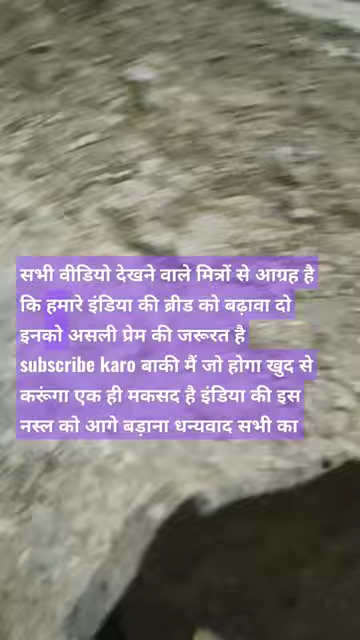 सभी वीडियो देखने वाले मित्रों से आग्रह है
कि हमारे इंडिया की ब्रीड को बढ़ावा दो
इनको असली प्रेम की जरूरत है
subscribe karo बाकी मैं जो होगा खुद से
करूंगा एक ही मकसद है इंडिया की इस
नस्ल को आगे बड़ाना धन्यवाद सभी का